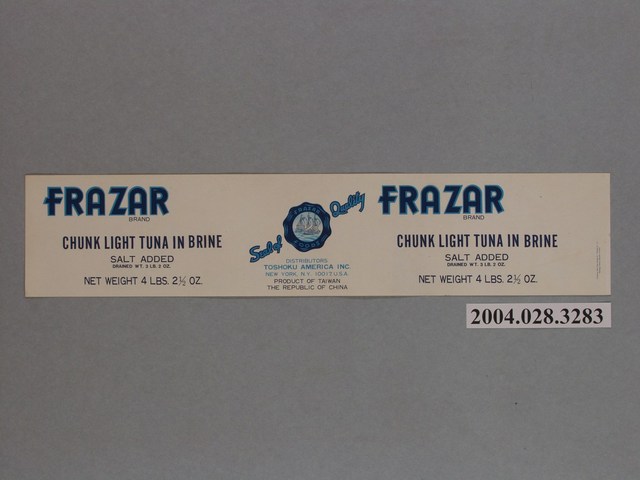 FRAZAR
BRAND
CHUNK LIGHT TUNA IN BRINE
SALT ADDED
DRAINED WT. 3 LB. 2 OZ.
NET WEIGHT 4 LBS. 2½ OZ.
Seal of Quality
FRAZAR
FOODS
DISTRIBUTORS:
TOSHOKU AMERICA INC.
NEW YORK, N.Y. 10017, U.S.A.
PRODUCT OF TAIWAN
THE REPUBLIC OF CHINA
FRAZAR
BRAND
CHUNK LIGHT TUNA IN BRINE
SALT ADDED
DRAINED WT. 3 LB. 2 OZ.
NET WEIGHT 4 LBS. 2½ OZ.
2004.028.3283